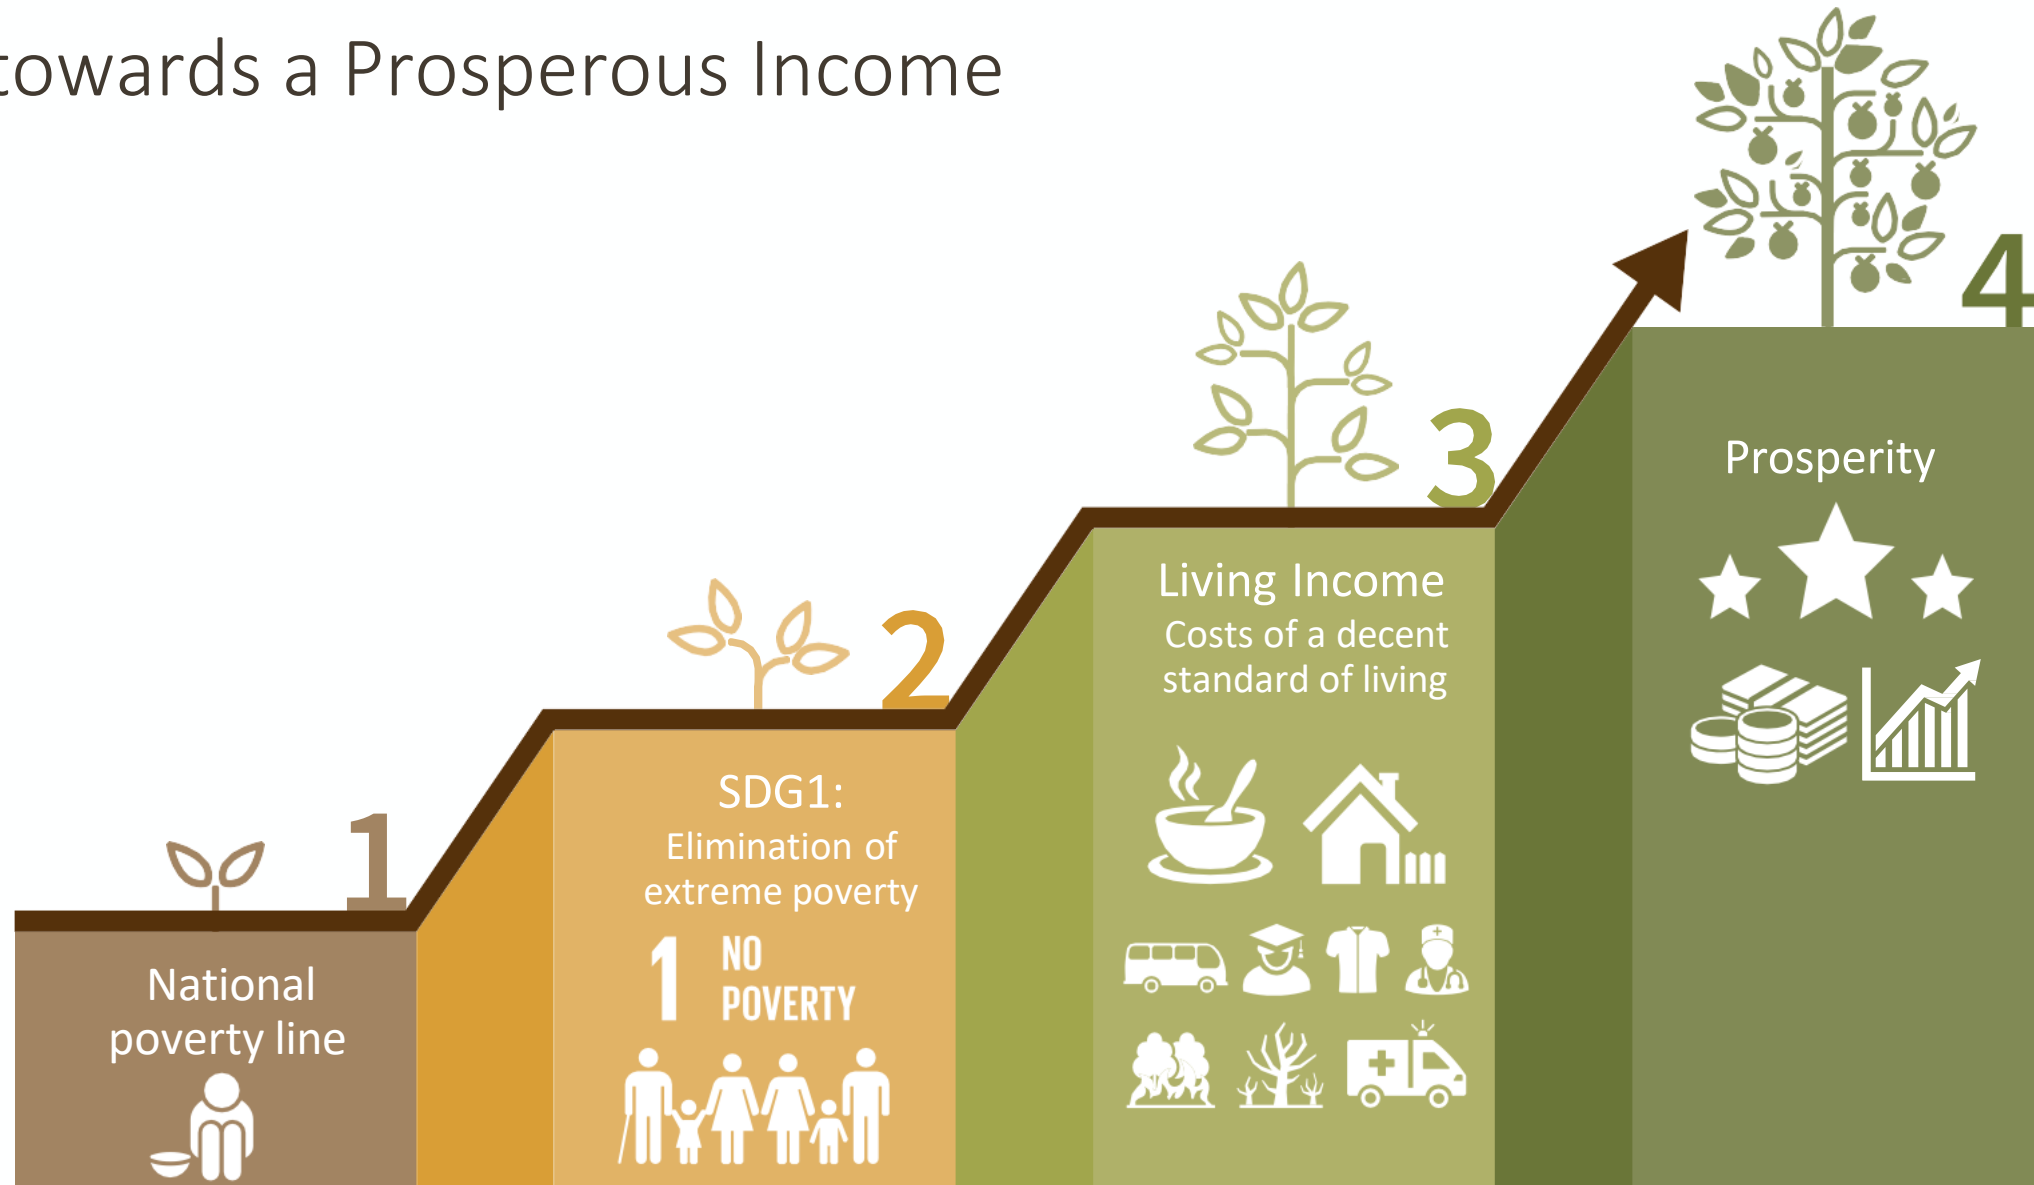 towards a Prosperous Income
1
National
poverty line
2
SDG1:
Elimination of
extreme poverty
1 NO
POVERTY
3
Living Income
Costs of a decent
standard of living
4
Prosperity